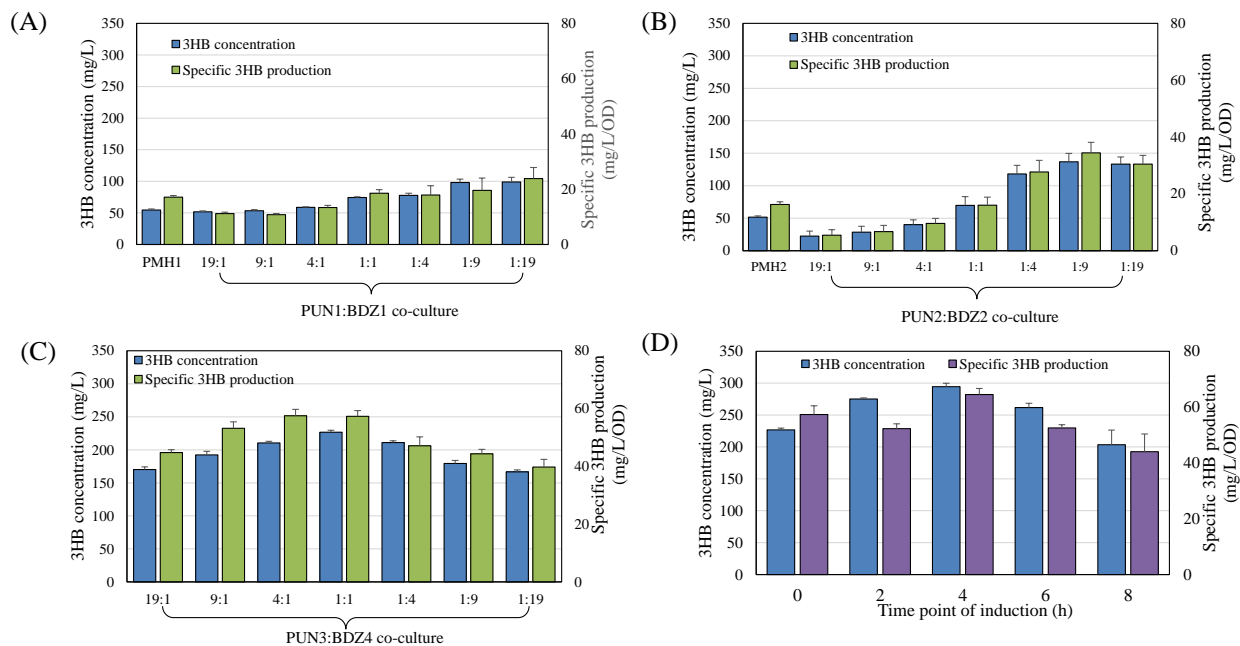 (A)
350
300
250
200
150
100
50
0
3HB concentration (mg/L)
3HB concentration
Specific 3HB production
80
60
40
20
0
Specific 3HB production
(mg/L/OD)
PMH1 19:1 9:1 4:1 1:1 1:4 1:9 1:19
PUN1:BDZ1 co-culture
(B)
350
300
250
200
150
100
50
0
3HB concentration (mg/L)
3HB concentration
Specific 3HB production
80
60
40
20
0
Specific 3HB production
(mg/L/OD)
PMH2 19:1 9:1 4:1 1:1 1:4 1:9 1:19
PUN2:BDZ2 co-culture
(C)
350
300
250
200
150
100
50
0
3HB concentration (mg/L)
3HB concentration
Specific 3HB production
80
60
40
20
0
Specific 3HB production
(mg/L/OD)
19:1 9:1 4:1 1:1 1:4 1:9 1:19
PUN3:BDZ4 co-culture
(D)
350
300
250
200
150
100
50
0
3HB concentration (mg/L)
3HB concentration Specific 3HB production
80
60
40
20
0
Specific 3HB production
(mg/L/OD)
0 2 4 6 8
Time point of induction (h)